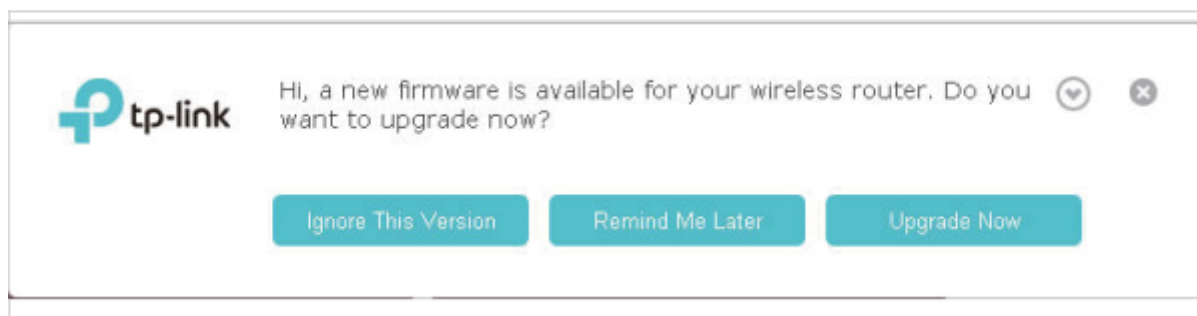 tp-link
Hi, a new firmware is available for your wireless router. Do you
want to upgrade now?
Ignore This Version
Remind Me Later
Upgrade Now